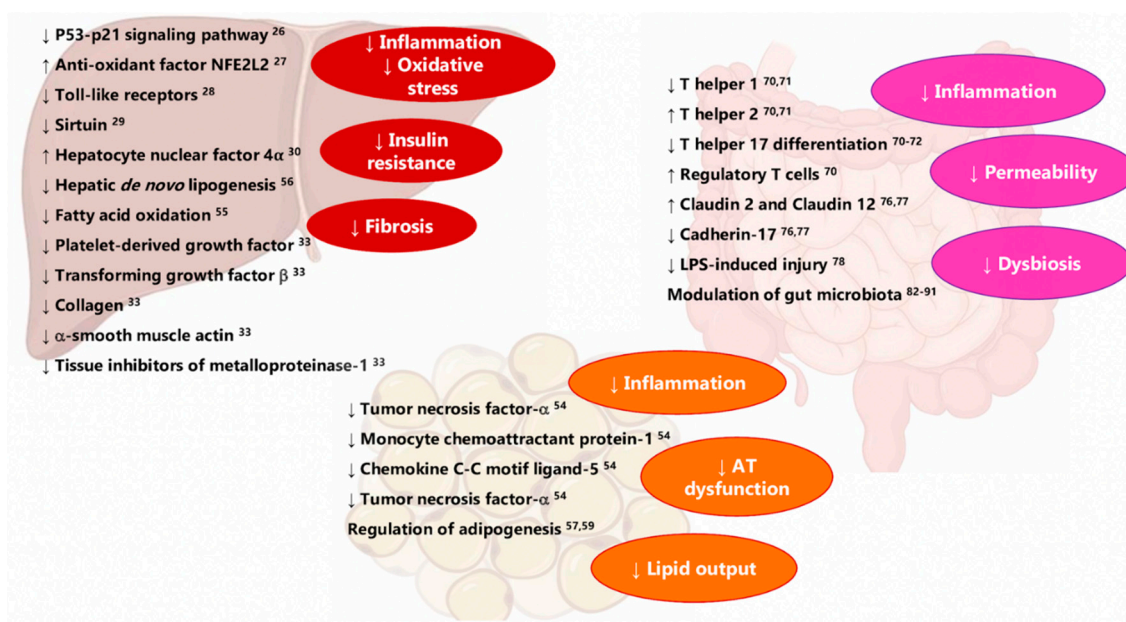 ↓ P53-p21 signaling pathway 26
↑ Anti-oxidant factor NFE2L2 27
↓ Toll-like receptors 28
↓ Sirtuin 29
↑ Hepatocyte nuclear factor 4α 30
↓ Hepatic de novo lipogenesis 56
↓ Fatty acid oxidation 55
↓ Platelet-derived growth factor 33
↓ Transforming growth factor β 33
↓ Collagen 33
↓ α-smooth muscle actin 33
↓ Tissue inhibitors of metalloproteinase-1 33
↓ Inflammation
↓ Oxidative
stress
↓ Insulin
resistance
↓ Fibrosis
↓ T helper 1 70,71
↑ T helper 2 70,71
↓ T helper 17 differentiation 70-72
↑ Regulatory T cells 70
↑ Claudin 2 and Claudin 12 76,77
↓ Cadherin-17 76,77
↓ LPS-induced injury 78
Modulation of gut microbiota 82-91
↓ Inflammation
↓ Permeability
↓ Dysbiosis
↓ Tumor necrosis factor-α 54
↓ Monocyte chemoattractant protein-1 54
↓ Chemokine C-C motif ligand-5 54
↓ Tumor necrosis factor-α 54
Regulation of adipogenesis 57,59
↓ Inflammation
↓ AT
dysfunction
↓ Lipid output